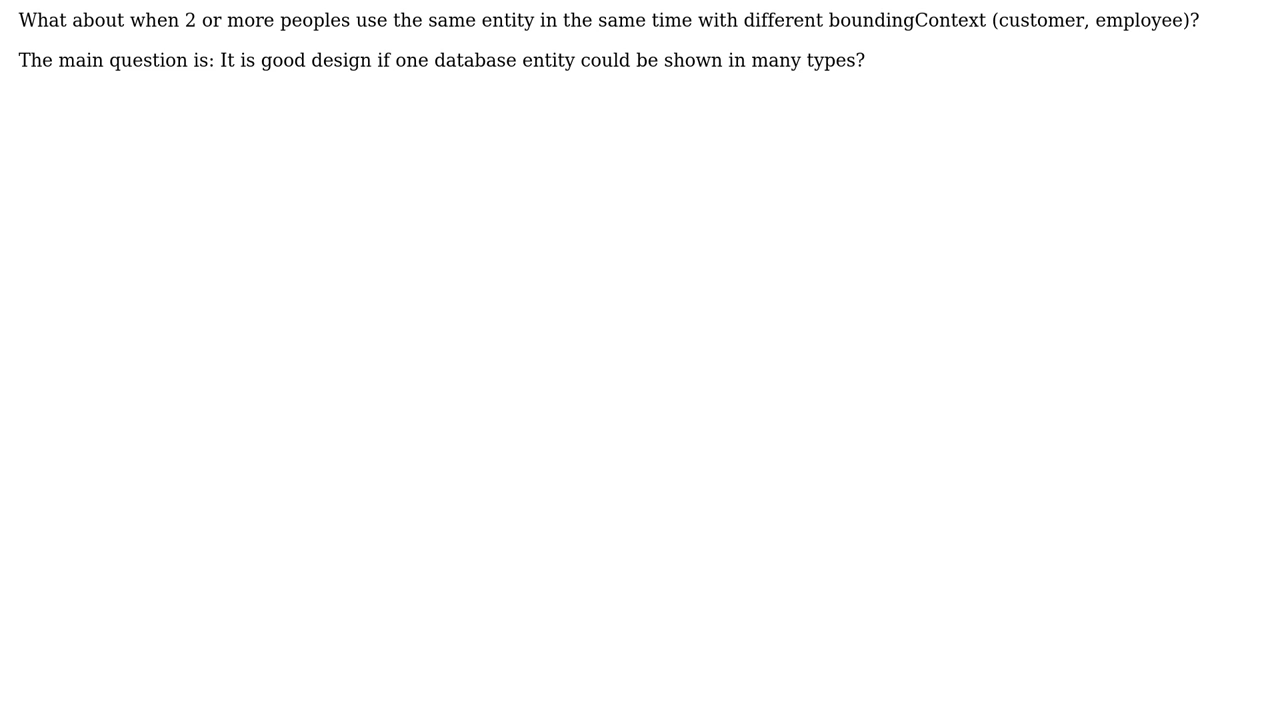 What about when 2 or more peoples use the same entity in the same time with different boundingContext (customer, employee)?
The main question is: It is good design if one database entity could be shown in many types?